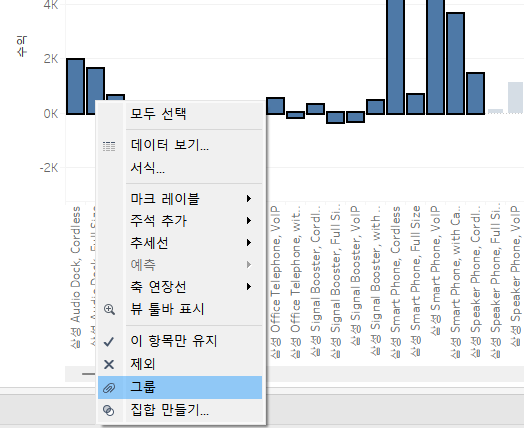 4K
2K
0K
-2K
수익
모두 선택
데이터 보기...
서식...
마크 레이블
주석 추가
추세선
예측
축 연장선
뷰 툴바 표시
이 항목만 유지
제외
그룹
집합 만들기...
삼성 Audio Dock, Cordless
삼성 Office Telephone, VoIP
삼성 Office Telephone, wit...
삼성 Signal Booster, Cordl...
삼성 Signal Booster, Full Si...
삼성 Signal Booster, VoIP
삼성 Signal Booster, with...
삼성 Smart Phone, Cordless
삼성 Smart Phone, Full Size
삼성 Smart Phone, VoIP
삼성 Smart Phone, with Ca...
삼성 Speaker Phone, Cordl...
삼성 Speaker Phone, Full Si...
삼성 Speaker Phone, VoIP